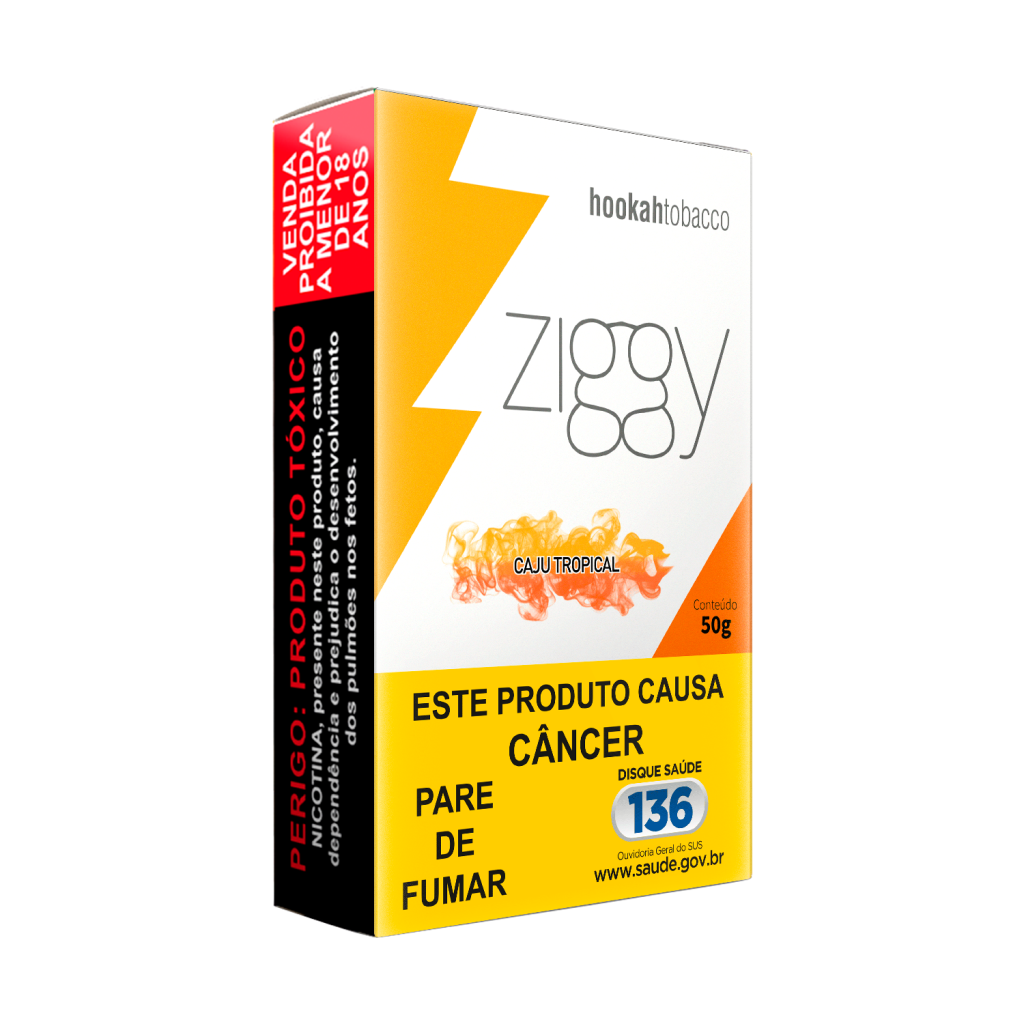 VENDA
PROIBIDA
A MENOR
DE 18
ANOS
PERIGO: PRODUTO TÓXICO
NICOTINA, presente neste produto, causa
dependência e prejudica o desenvolvimento
dos pulmões nos fetos.
hookahtobacco
ziggy
CAJU TROPICAL
Conteúdo
50g
ESTE PRODUTO CAUSA
CÂNCER
PARE
DE
FUMAR
DISQUE SAÚDE
136
Ouvidoria Geral do SUS
www.saude.gov.br